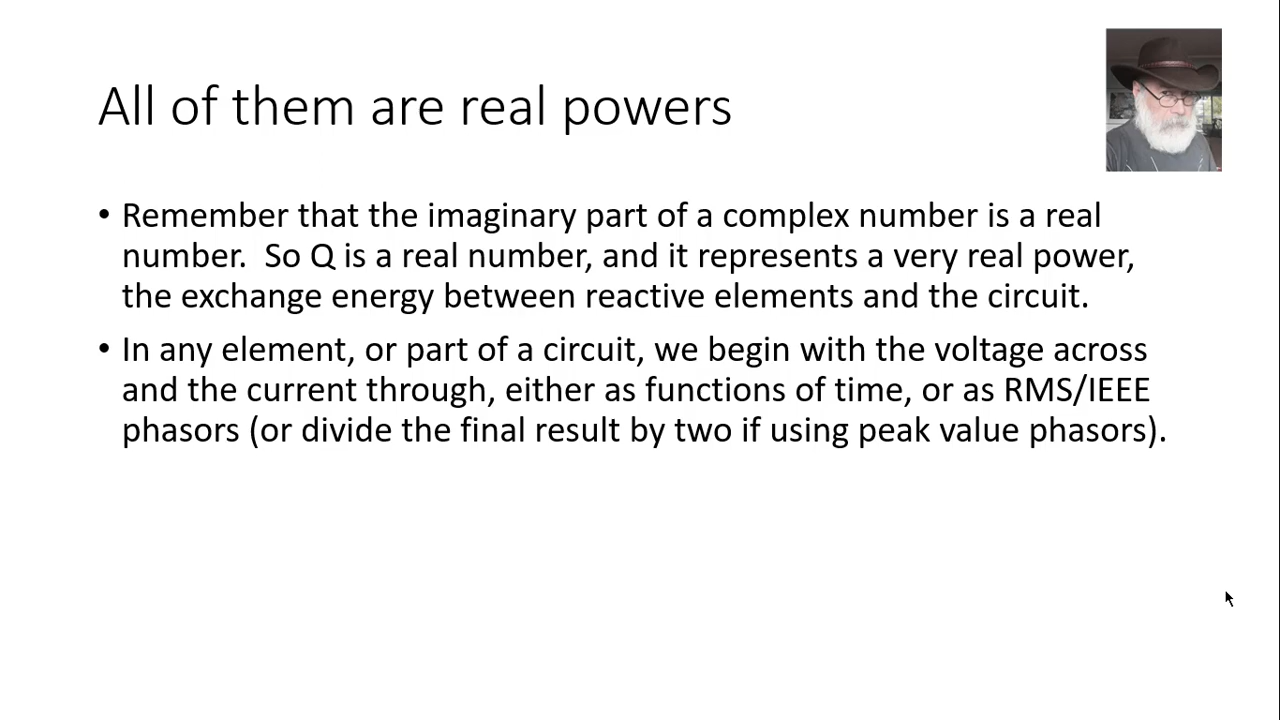 All of them are real powers
• Remember that the imaginary part of a complex number is a real
number.  So Q is a real number, and it represents a very real power,
the exchange energy between reactive elements and the circuit.
• In any element, or part of a circuit, we begin with the voltage across
and the current through, either as functions of time, or as RMS/IEEE
phasors (or divide the final result by two if using peak value phasors).